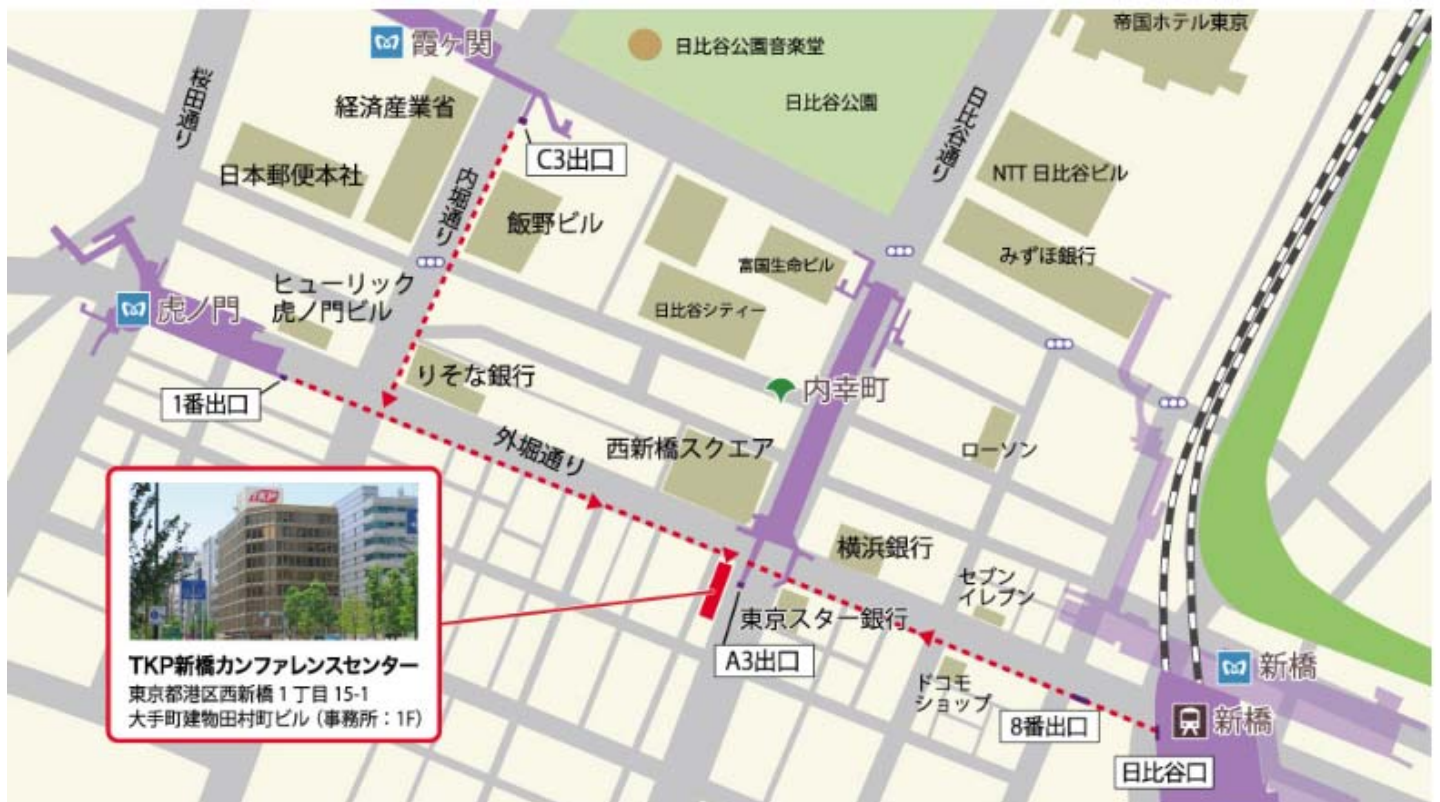 帝国ホテル東京
霞ヶ関
日比谷公園音楽堂
日比谷公園
桜田通り
経済産業省
日比谷通り
C3出口
NTT 日比谷ビル
日本郵便本社
内堀通り
飯野ビル
みずほ銀行
富国生命ビル
ヒューリック
虎ノ門ビル
虎ノ門
日比谷シティー
りそな銀行
内幸町
1番出口
外堀通り
西新橋スクエア
ローソン
TKP
横浜銀行
セブン
イレブン
東京スター銀行
A3出口
TKP新橋カンファレンスセンター
東京都港区西新橋1丁目15-1
大手町建物田村町ビル（事務所：1F）
新橋
ドコモ
ショップ
8番出口
新橋
日比谷口